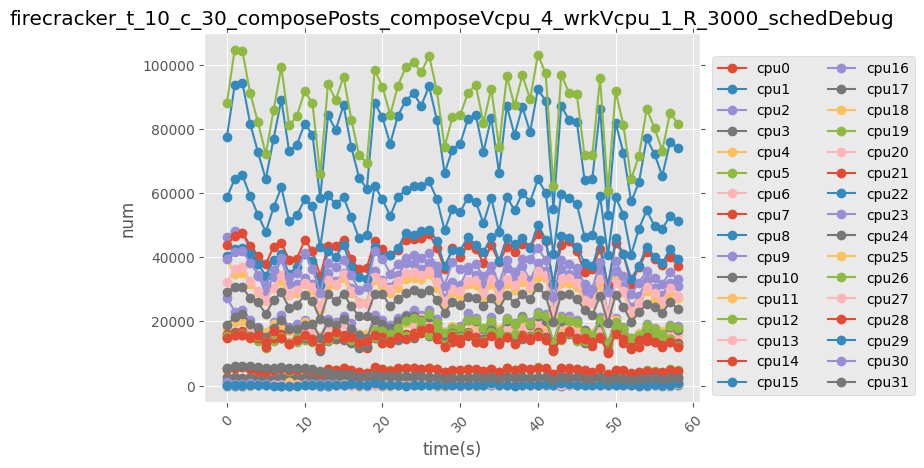 firecracker_t_10_c_30_composePosts_composeVcpu_4_wrkVcpu_1_R_3000_schedDebug
100000
80000
60000
40000
20000
0
num
0
10
20
30
40
50
60
time(s)
cpu0
cpu1
cpu2
cpu3
cpu4
cpu5
cpu6
cpu7
cpu8
cpu9
cpu10
cpu11
cpu12
cpu13
cpu14
cpu15
cpu16
cpu17
cpu18
cpu19
cpu20
cpu21
cpu22
cpu23
cpu24
cpu25
cpu26
cpu27
cpu28
cpu29
cpu30
cpu31